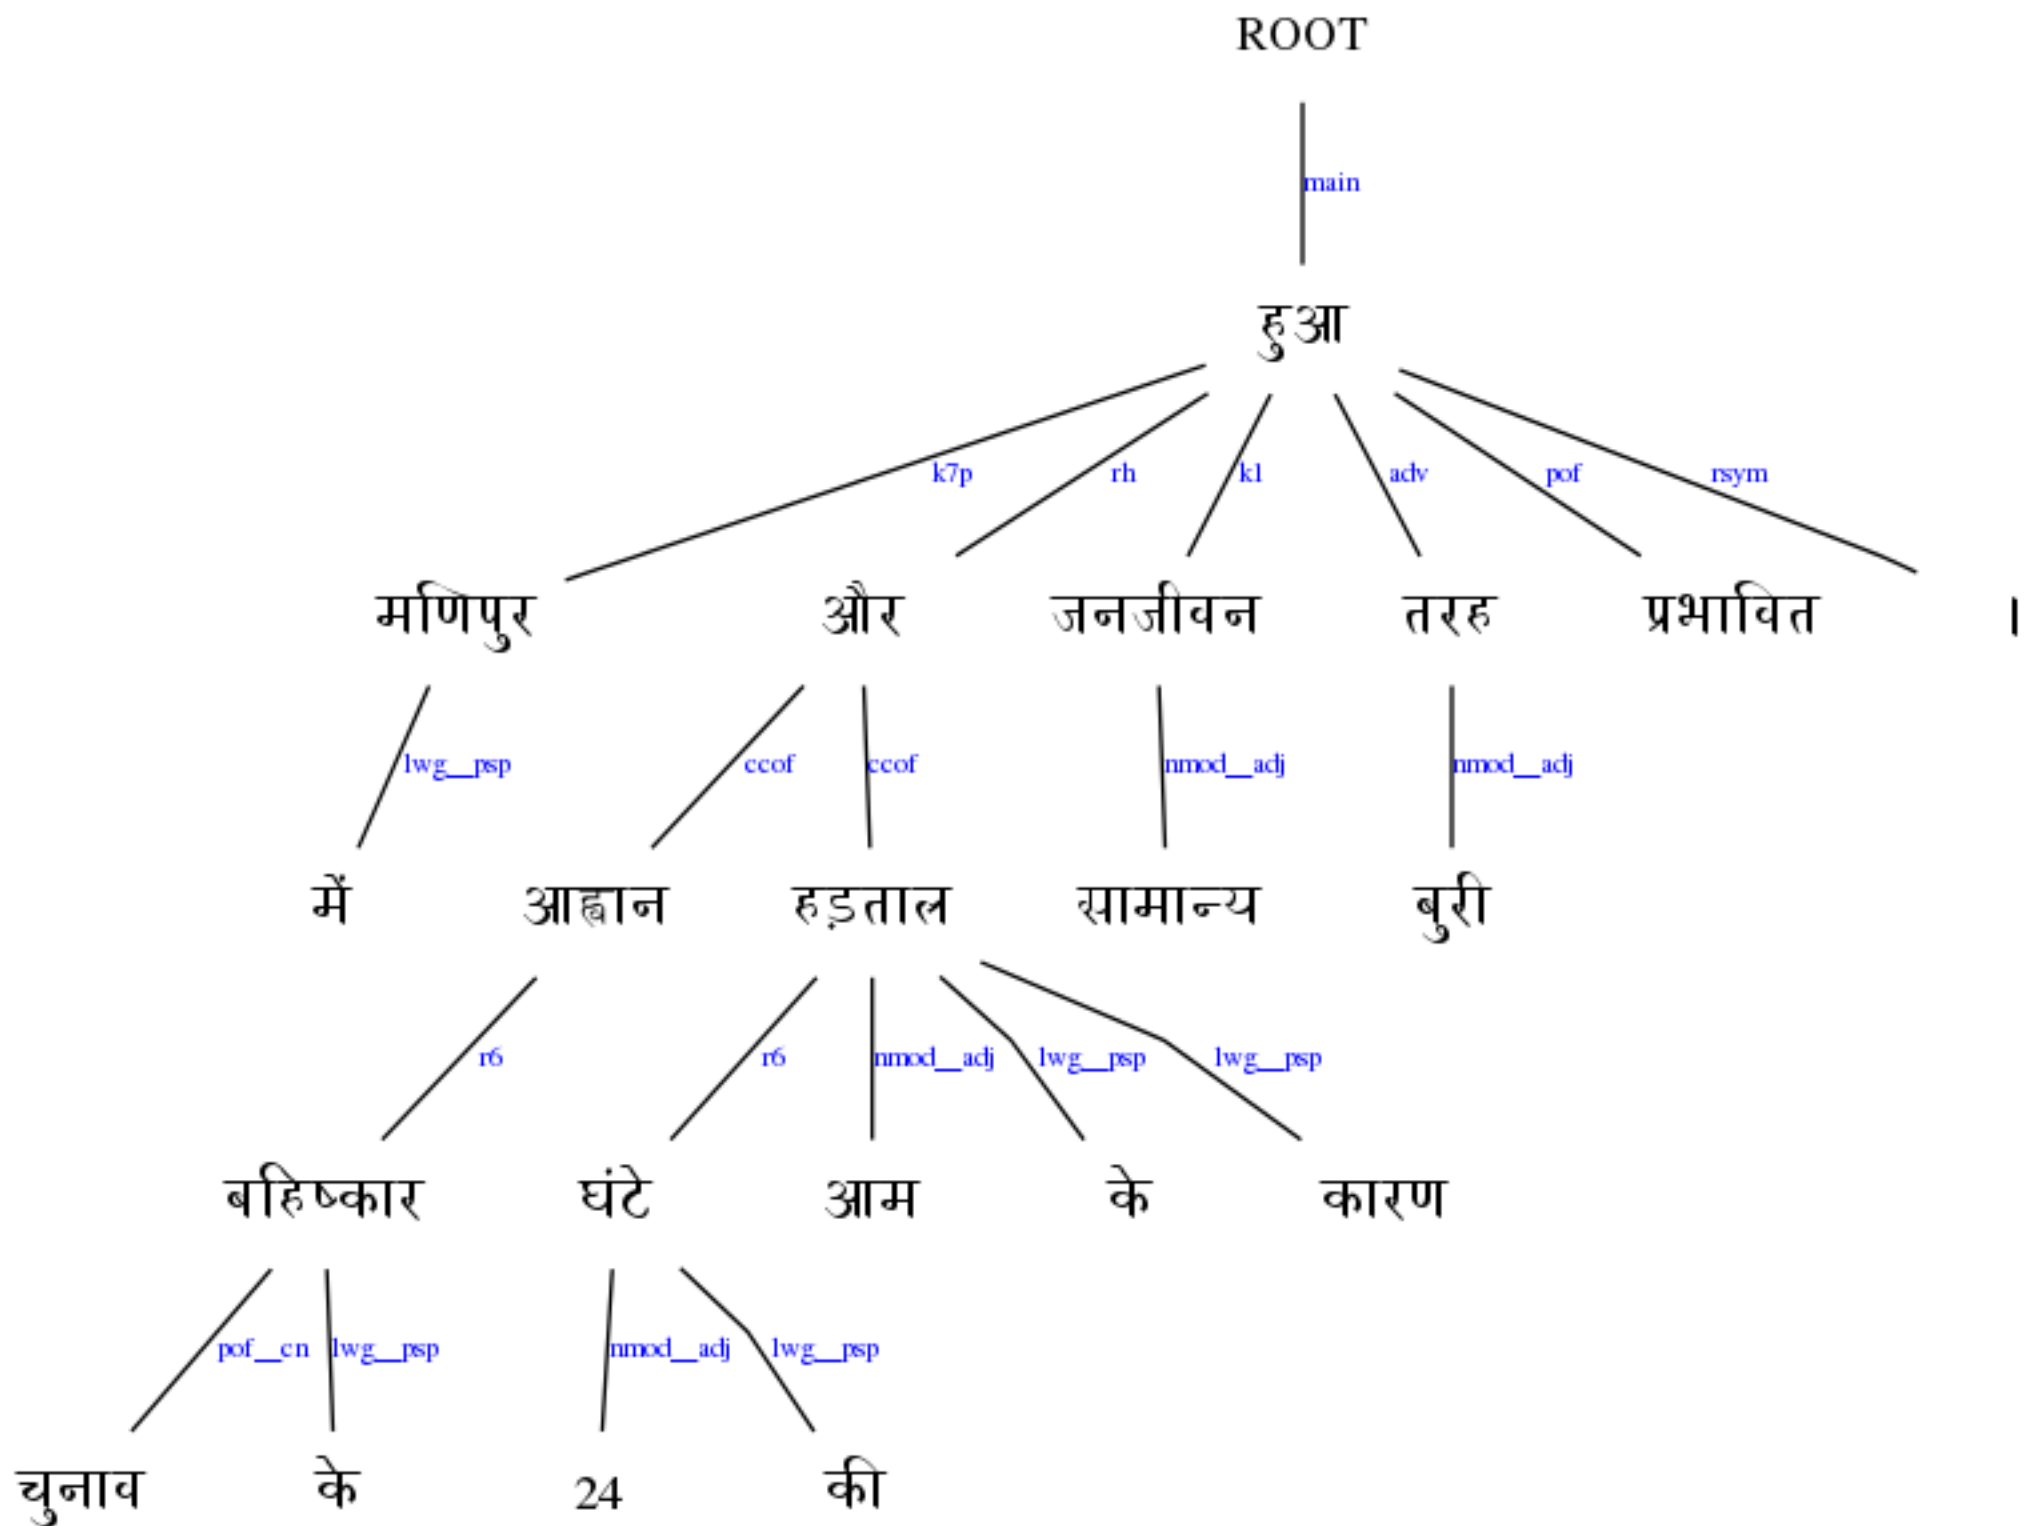 ROOT
main
हुआ
k7p rh k1 adv pof rsym
मणिपुर और जनजीवन तरह प्रभावित ।
lwg__psp ccof ccof nmod__adj nmod__adj
में आह्वान हड़ताल सामान्य बुरी
r6 r6 nmod__adj lwg__psp lwg__psp
बहिष्कार घंटे आम के कारण
pof__cn lwg__psp nmod__adj lwg__psp
चुनाव के 24 की